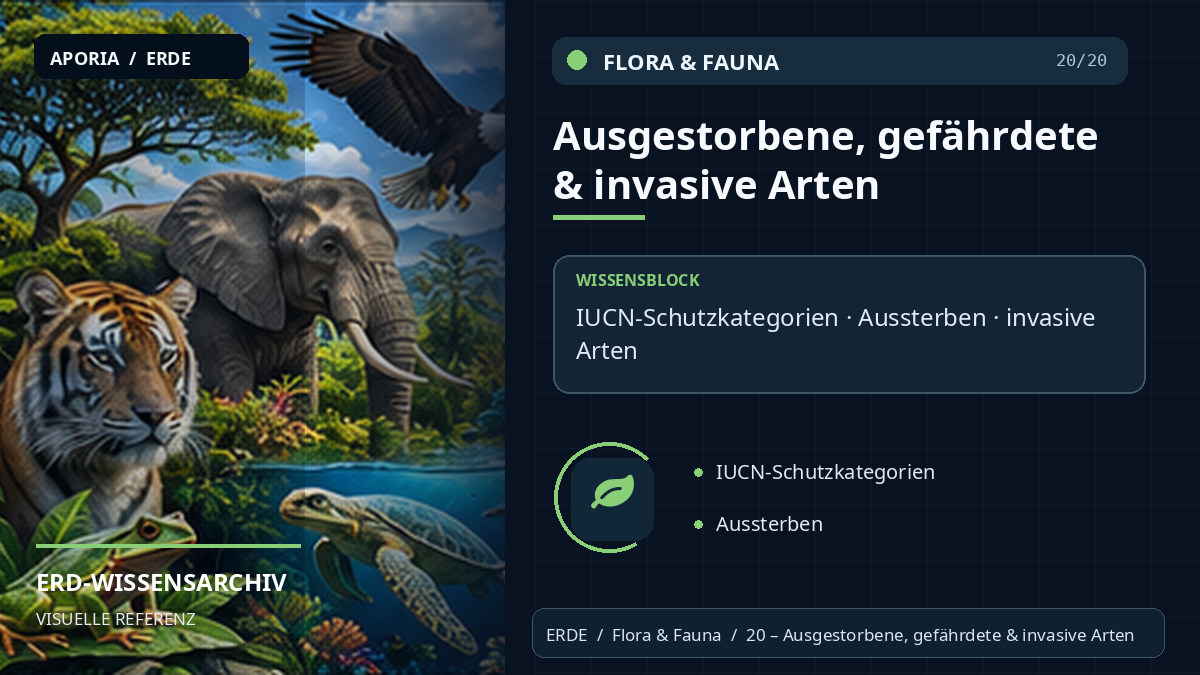 APORIA / ERDE
ERD-WISSENSARCHIV
VISUELLE REFERENZ
FLORA & FAUNA
20/20
Ausgestorbene, gefährdete
& invasive Arten
WISSENSBLOCK
IUCN-Schutzkategorien · Aussterben · invasive
Arten
IUCN-Schutzkategorien
Aussterben
ERDE / Flora & Fauna / 20 – Ausgestorbene, gefährdete & invasive Arten